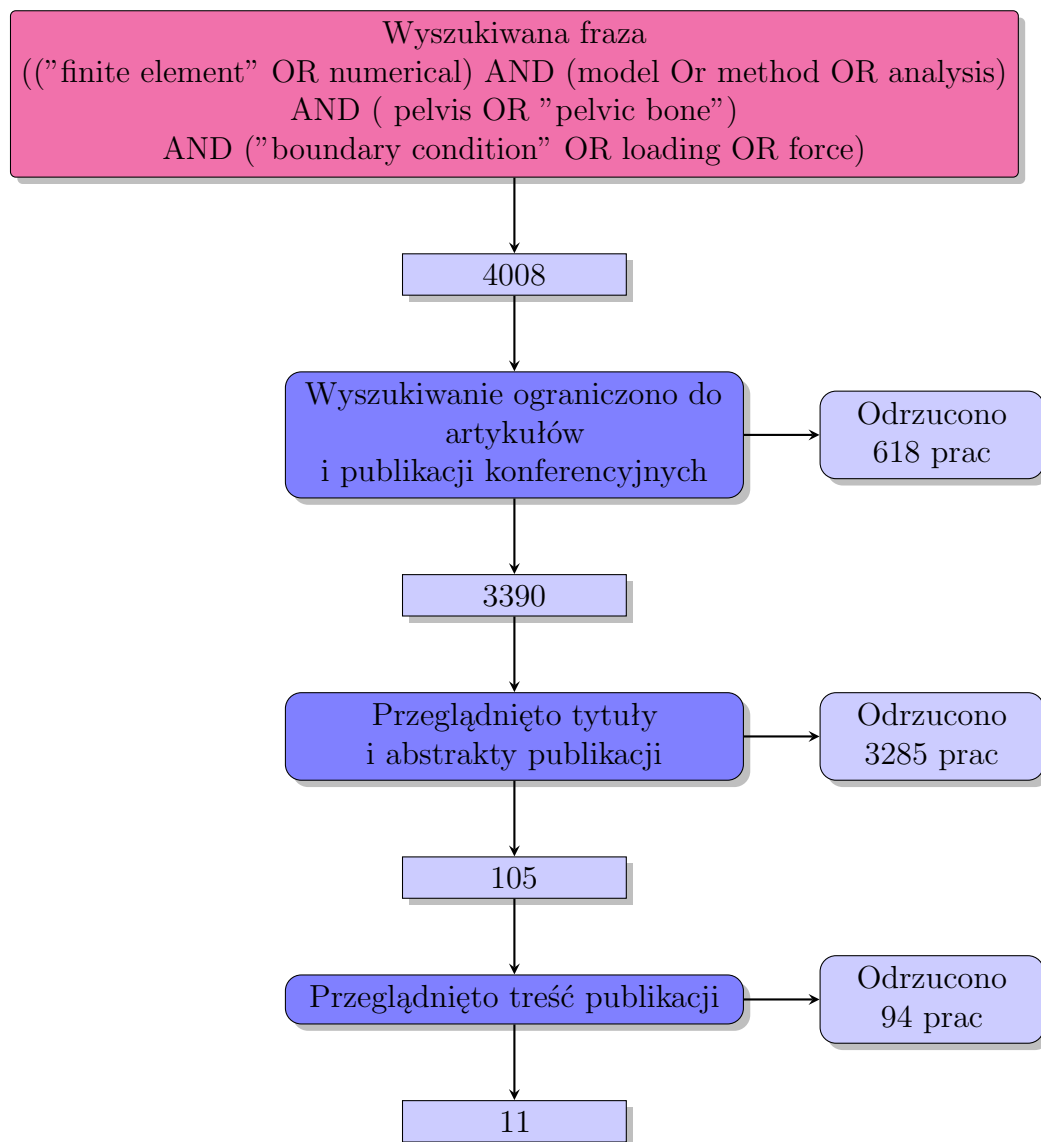 Wyszukiwana fraza
((”finite element” OR numerical) AND (model Or method OR analysis)
AND ( pelvis OR ”pelvic bone”)
AND (”boundary condition” OR loading OR force)
4008
Wyszukiwanie ograniczono do
artykułów
i publikacji konferencyjnych
Odrzucono
618 prac
3390
Przeglądnięto tytuły
i abstrakty publikacji
Odrzucono
3285 prac
105
Przeglądnięto treść publikacji
Odrzucono
94 prac
11